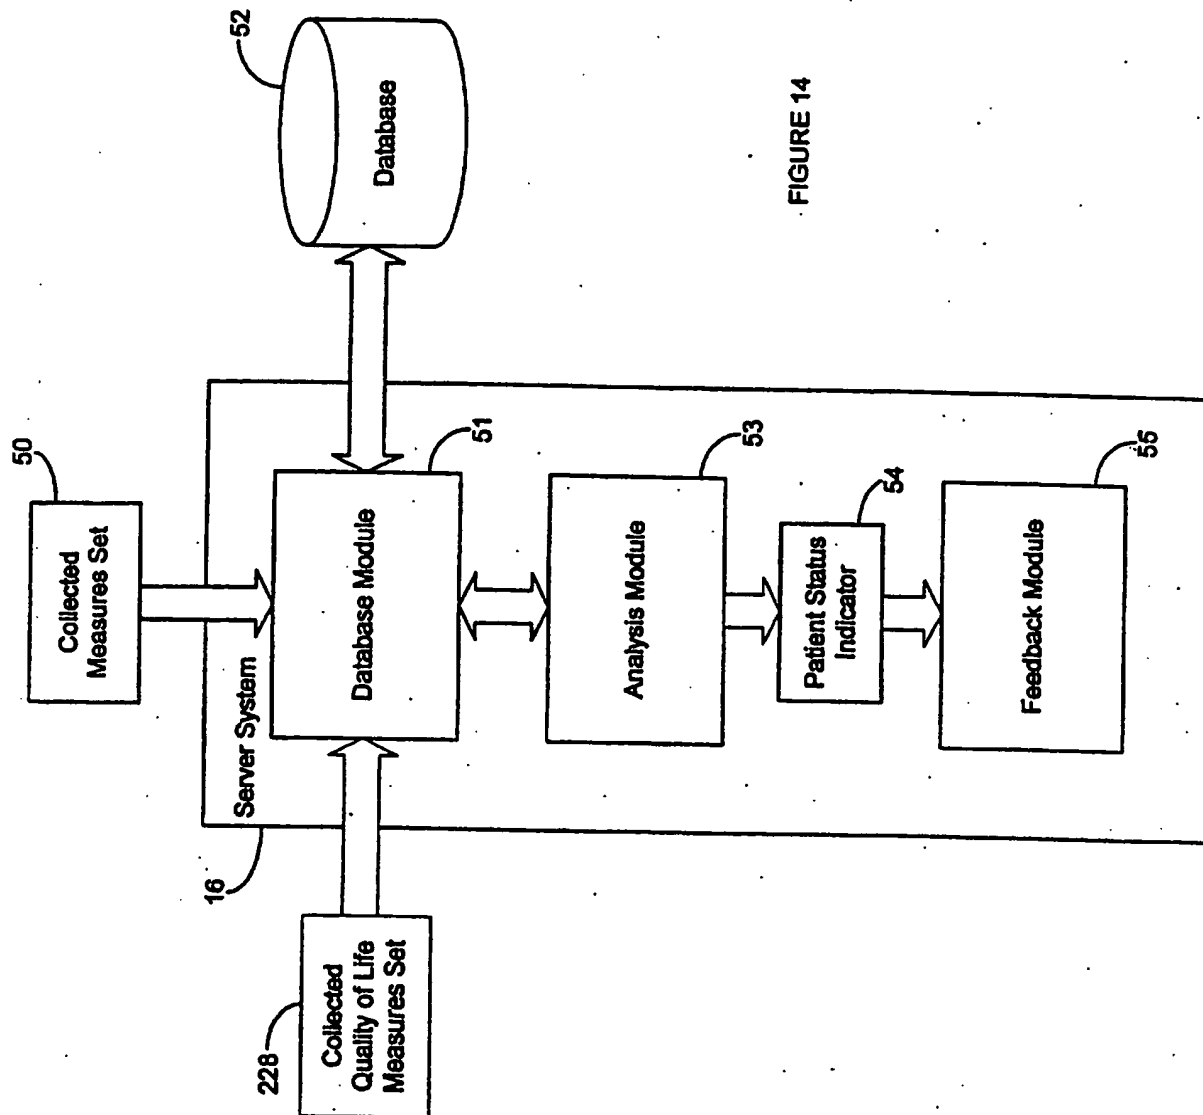 50
Collected
Measures Set
16
Server System
228
Collected
Quality of Life
Measures Set
Database Module
51
Database
52
Analysis Module
53
Patient Status
Indicator
54
Feedback Module
55
FIGURE 14